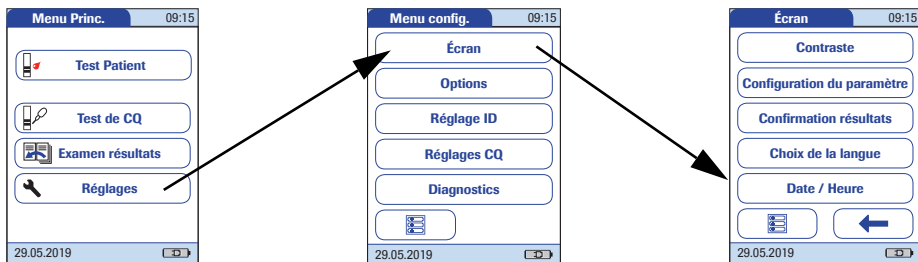 Menu Princ. 09:15
Test Patient
Test de CQ
Examen résultats
Réglages
29.05.2019
Menu config. 09:15
Écran
Options
Réglage ID
Réglages CQ
Diagnostics
29.05.2019
Écran 09:15
Contraste
Configuration du paramètre
Confirmation résultats
Choix de la langue
Date / Heure
29.05.2019